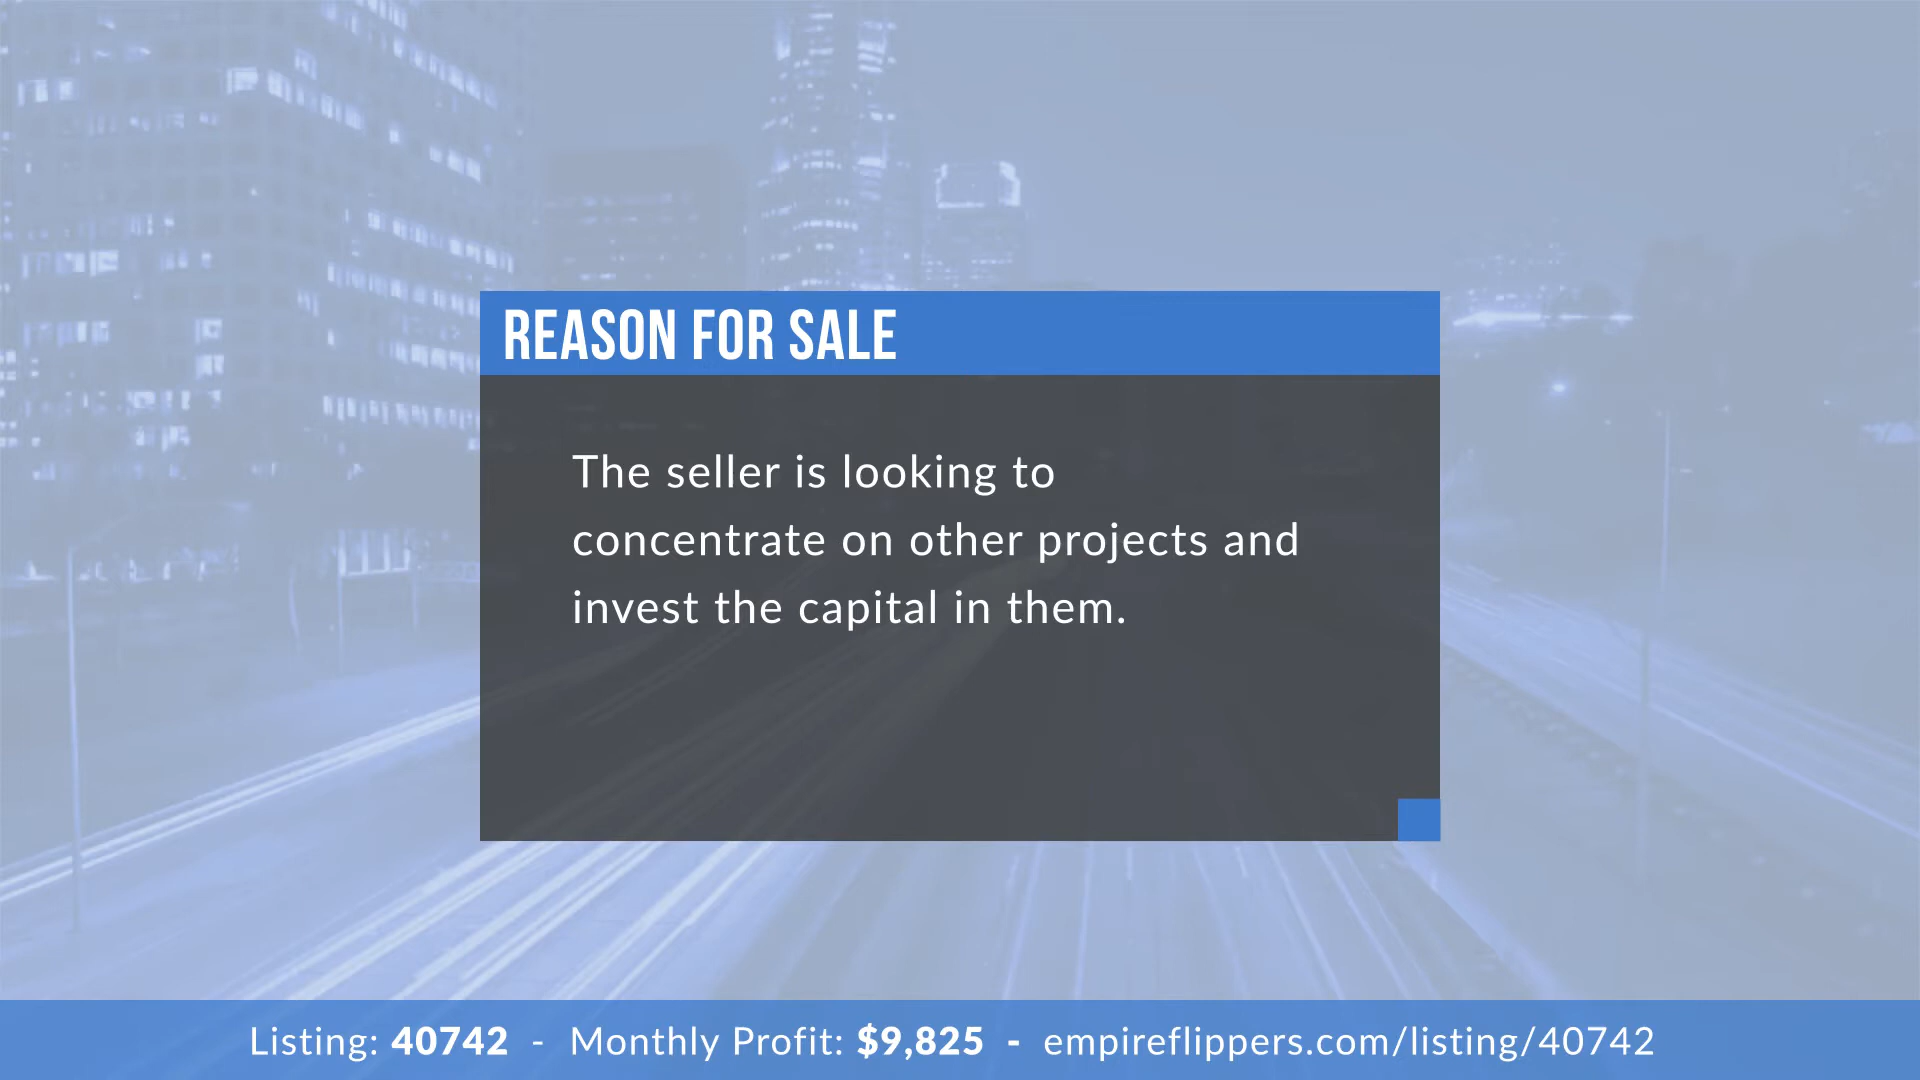 REASON FOR SALE
The seller is looking to
concentrate on other projects and
invest the capital in them.
Listing: 40742 - Monthly Profit: $9,825 - empireflippers.com/listing/40742